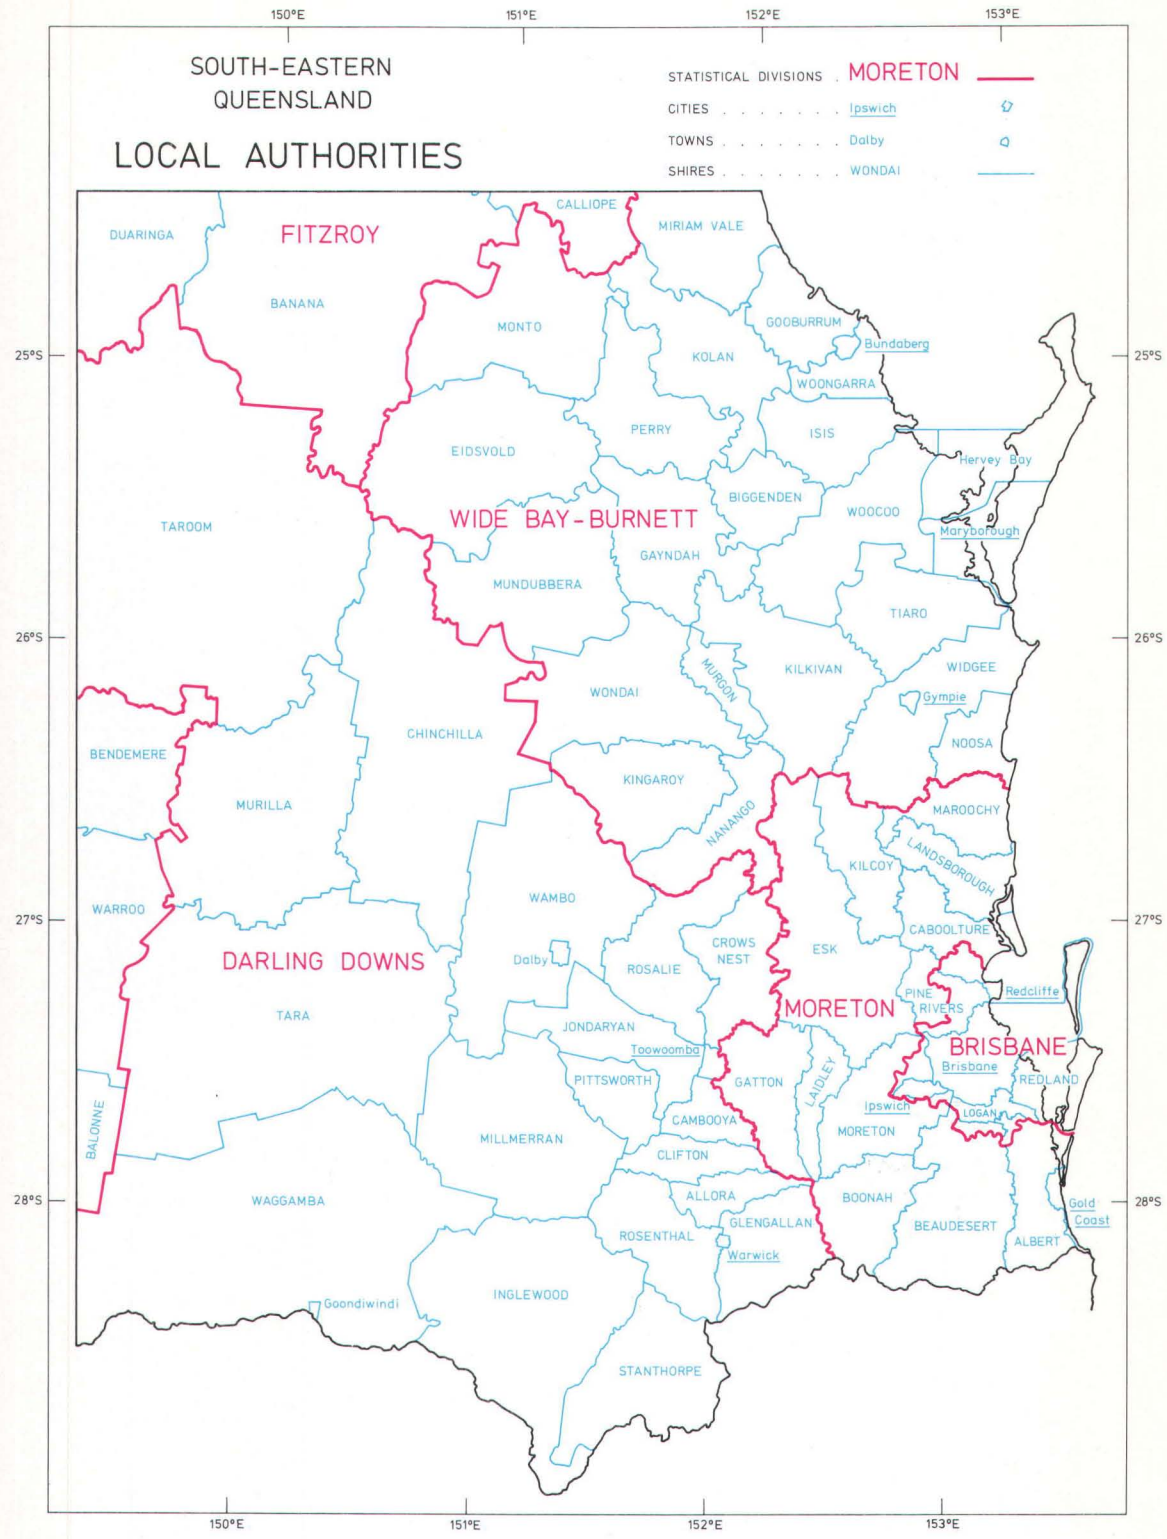 150°E 151°E 152°E 153°E
SOUTH-EASTERN
QUEENSLAND
LOCAL AUTHORITIES
STATISTICAL DIVISIONS . MORETON
CITIES . . . . . . . Ipswich
TOWNS . . . . . . . Dalby
SHIRES . . . . . . . WONDAI
CALLIOPE
MIRIAM VALE
DUARINGA
FITZROY
BANANA
MONTO
GOOBURRUM
Bundaberg
25°S
KOLAN
25°S
WOONGARRA
PERRY
ISIS
EIDSVOLD
Hervey Bay
BIGGENDEN
WOOCOO
WIDE BAY-BURNETT
TAROOM
Maryborough
GAYNDAH
MUNDUBBERA
TIARO
26°S
26°S
MURGON
KILKIVAN
WIDGEE
WONDAI
Gympie
CHINCHILLA
NOOSA
BENDEMERE
KINGAROY
MURILLA
NANANGO
MAROOCHY
KILCOY
LANDSBOROUGH
WAMBO
WARROO
27°S
27°S
CABOOLTURE
CROWS
NEST
ESK
DARLING DOWNS
Dalby
ROSALIE
PINE
RIVERS
Redcliffe
MORETON
TARA
JONDARYAN
Toowoomba
BRISBANE
Brisbane
PITTSWORTH
GATTON
LAIDLEY
REDLAND
Ipswich
LOGAN
CAMBOOYA
BALONNE
MILLMERRAN
MORETON
CLIFTON
28°S
WAGGAMBA
ALLORA
BOONAH
28°S
Gold
Coast
GLENGALLAN
BEAUDESERT
ROSENTHAL
ALBERT
Warwick
INGLEWOOD
Goondiwindi
STANTHORPE
150°E 151°E 152°E 153°E